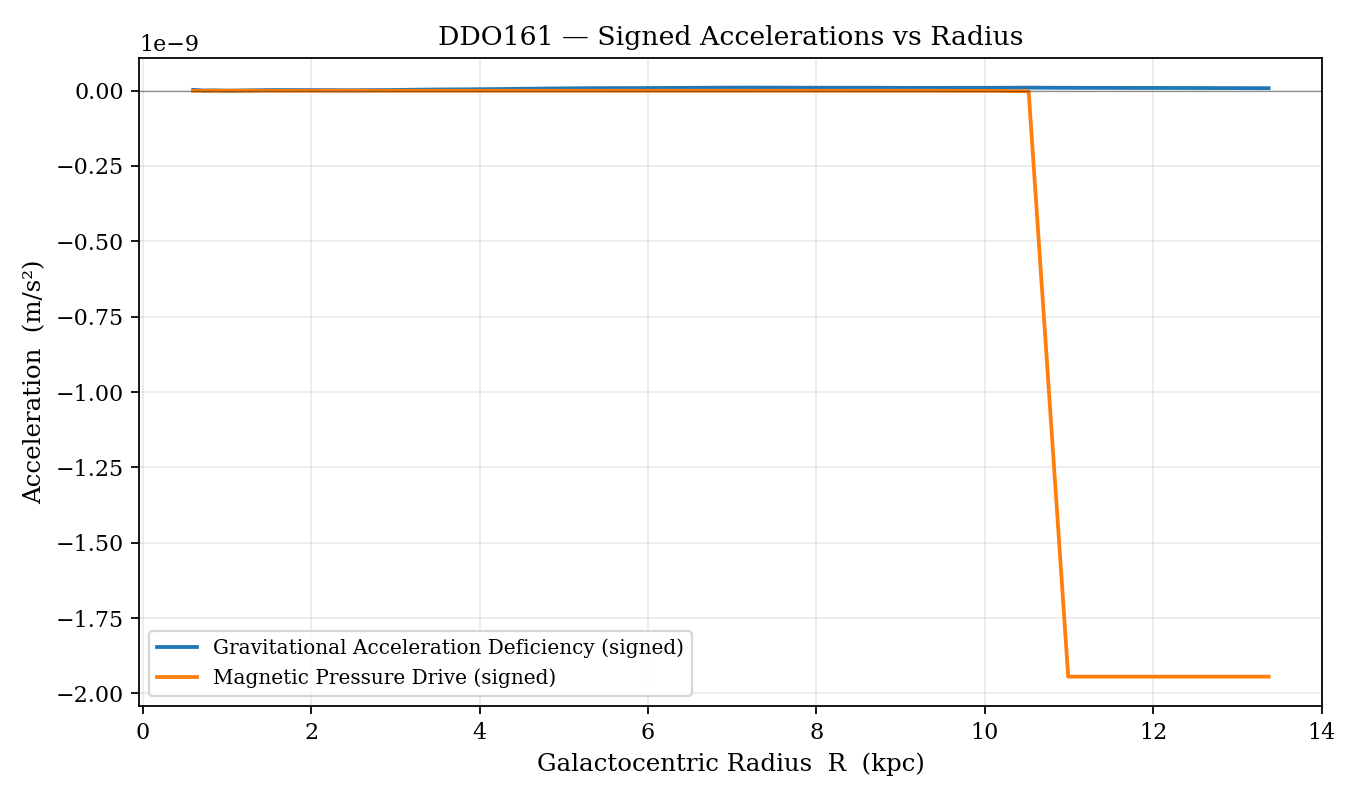 DDO161 — Signed Accelerations vs Radius
1e−9
0.00
−0.25
−0.50
−0.75
−1.00
−1.25
−1.50
−1.75
−2.00
Acceleration (m/s²)
Gravitational Acceleration Deficiency (signed)
Magnetic Pressure Drive (signed)
0 2 4 6 8 10 12 14
Galactocentric Radius R (kpc)